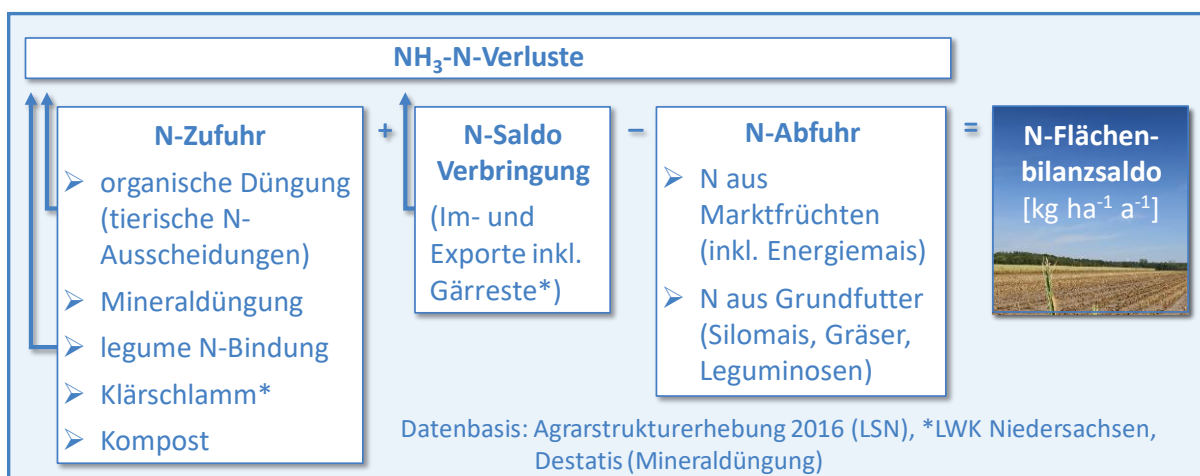 NH₃-N-Verluste
N-Zufuhr
➢ organische Düngung
(tierische N-
Ausscheidungen)
➢ Mineraldüngung
➢ legume N-Bindung
➢ Klärschlamm*
➢ Kompost
+
N-Saldo
Verbringung
(Im- und
Exporte inkl.
Gärreste*)
–
N-Abfuhr
➢ N aus
Marktfrüchten
(inkl. Energiemais)
➢ N aus Grundfutter
(Silomais, Gräser,
Leguminosen)
=
N-Flächen-
bilanzsaldo
[kg ha⁻¹ a⁻¹]
Datenbasis: Agrarstrukturerhebung 2016 (LSN), *LWK Niedersachsen,
Destatis (Mineraldüngung)